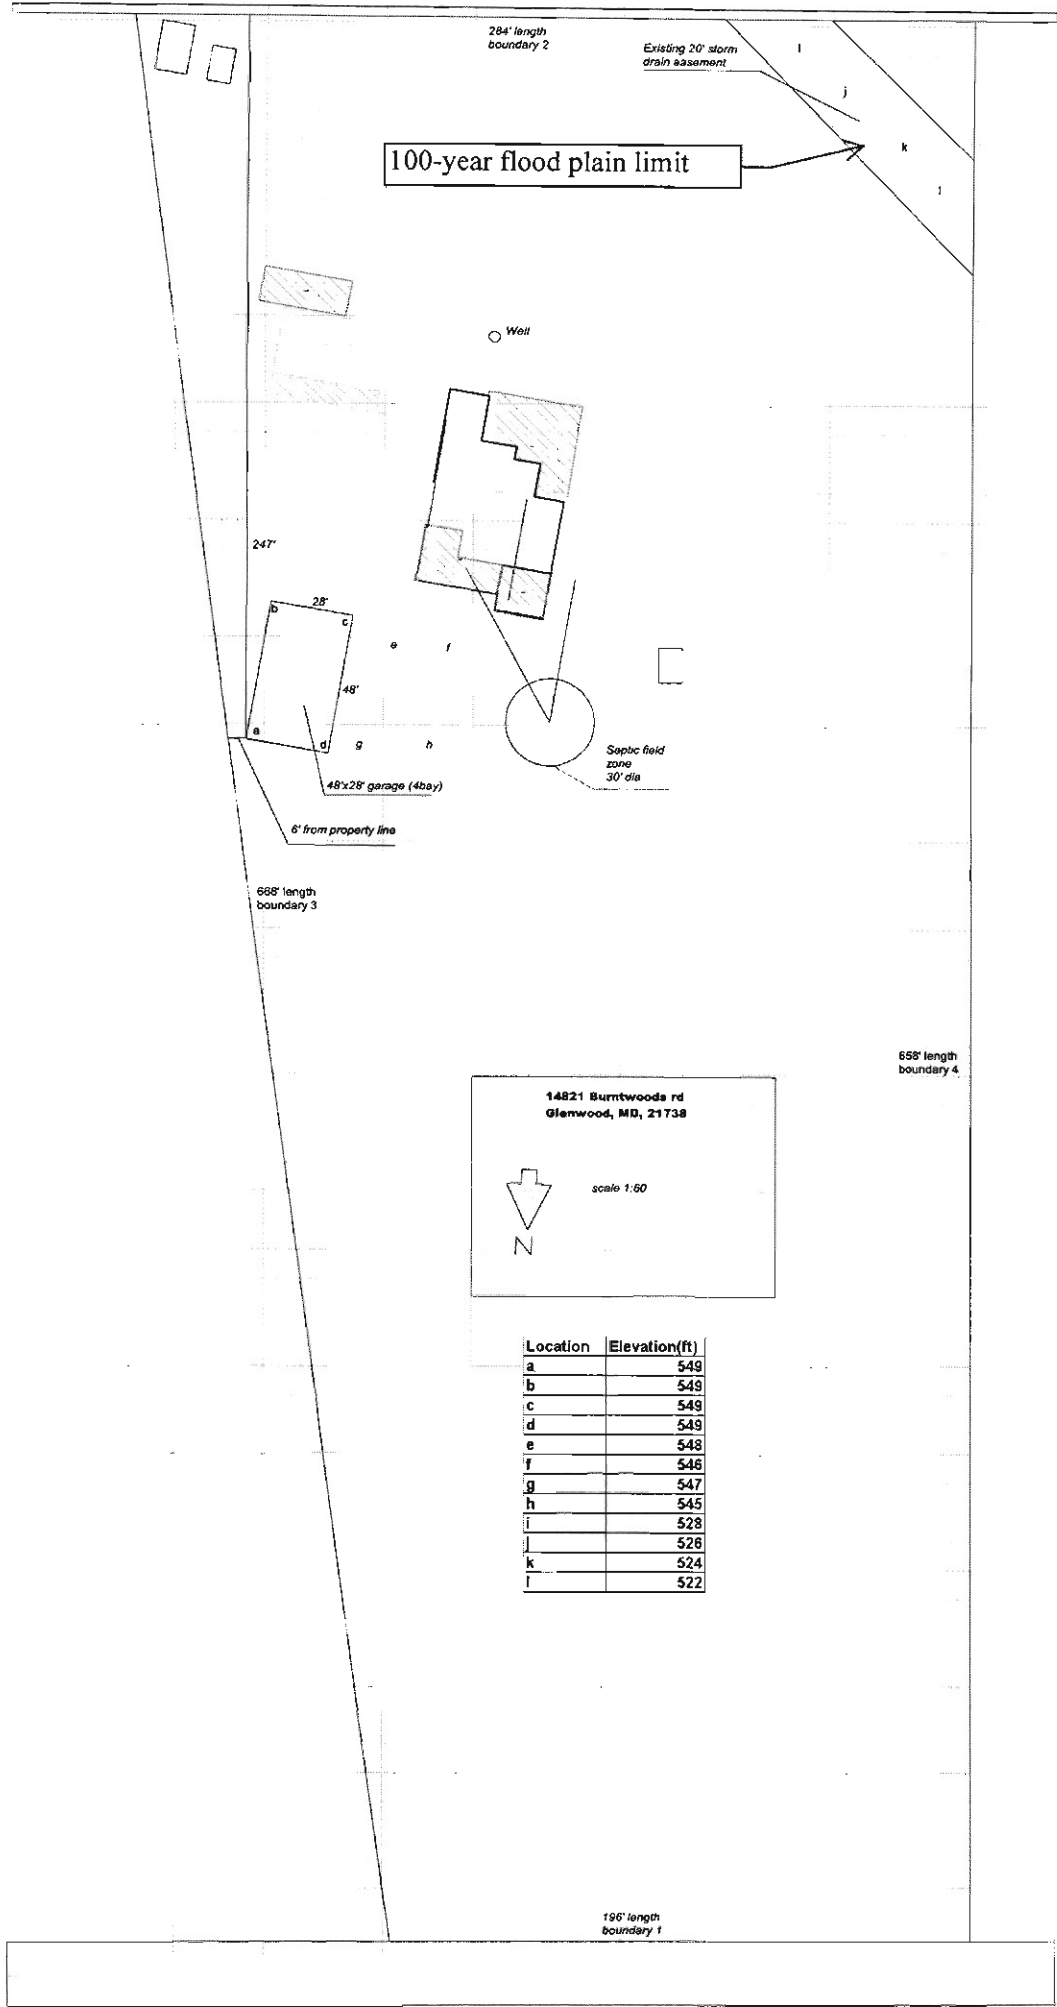 284' length
boundary 2
Existing 20' storm
drain easement
l
j
k
i
100-year flood plain limit
Well
247'
28'
b
c
e
f
48'
a
d
g
h
Septic field
zone
30' dia
48'x28' garage (4bay)
6' from property line
668' length
boundary 3
658' length
boundary 4
14821 Burntwoods rd
Glenwood, MD, 21738
scale 1:60
N
Location Elevation(ft)
a 549
b 549
c 549
d 549
e 548
f 546
g 547
h 545
i 528
j 526
k 524
l 522
196' length
boundary 1